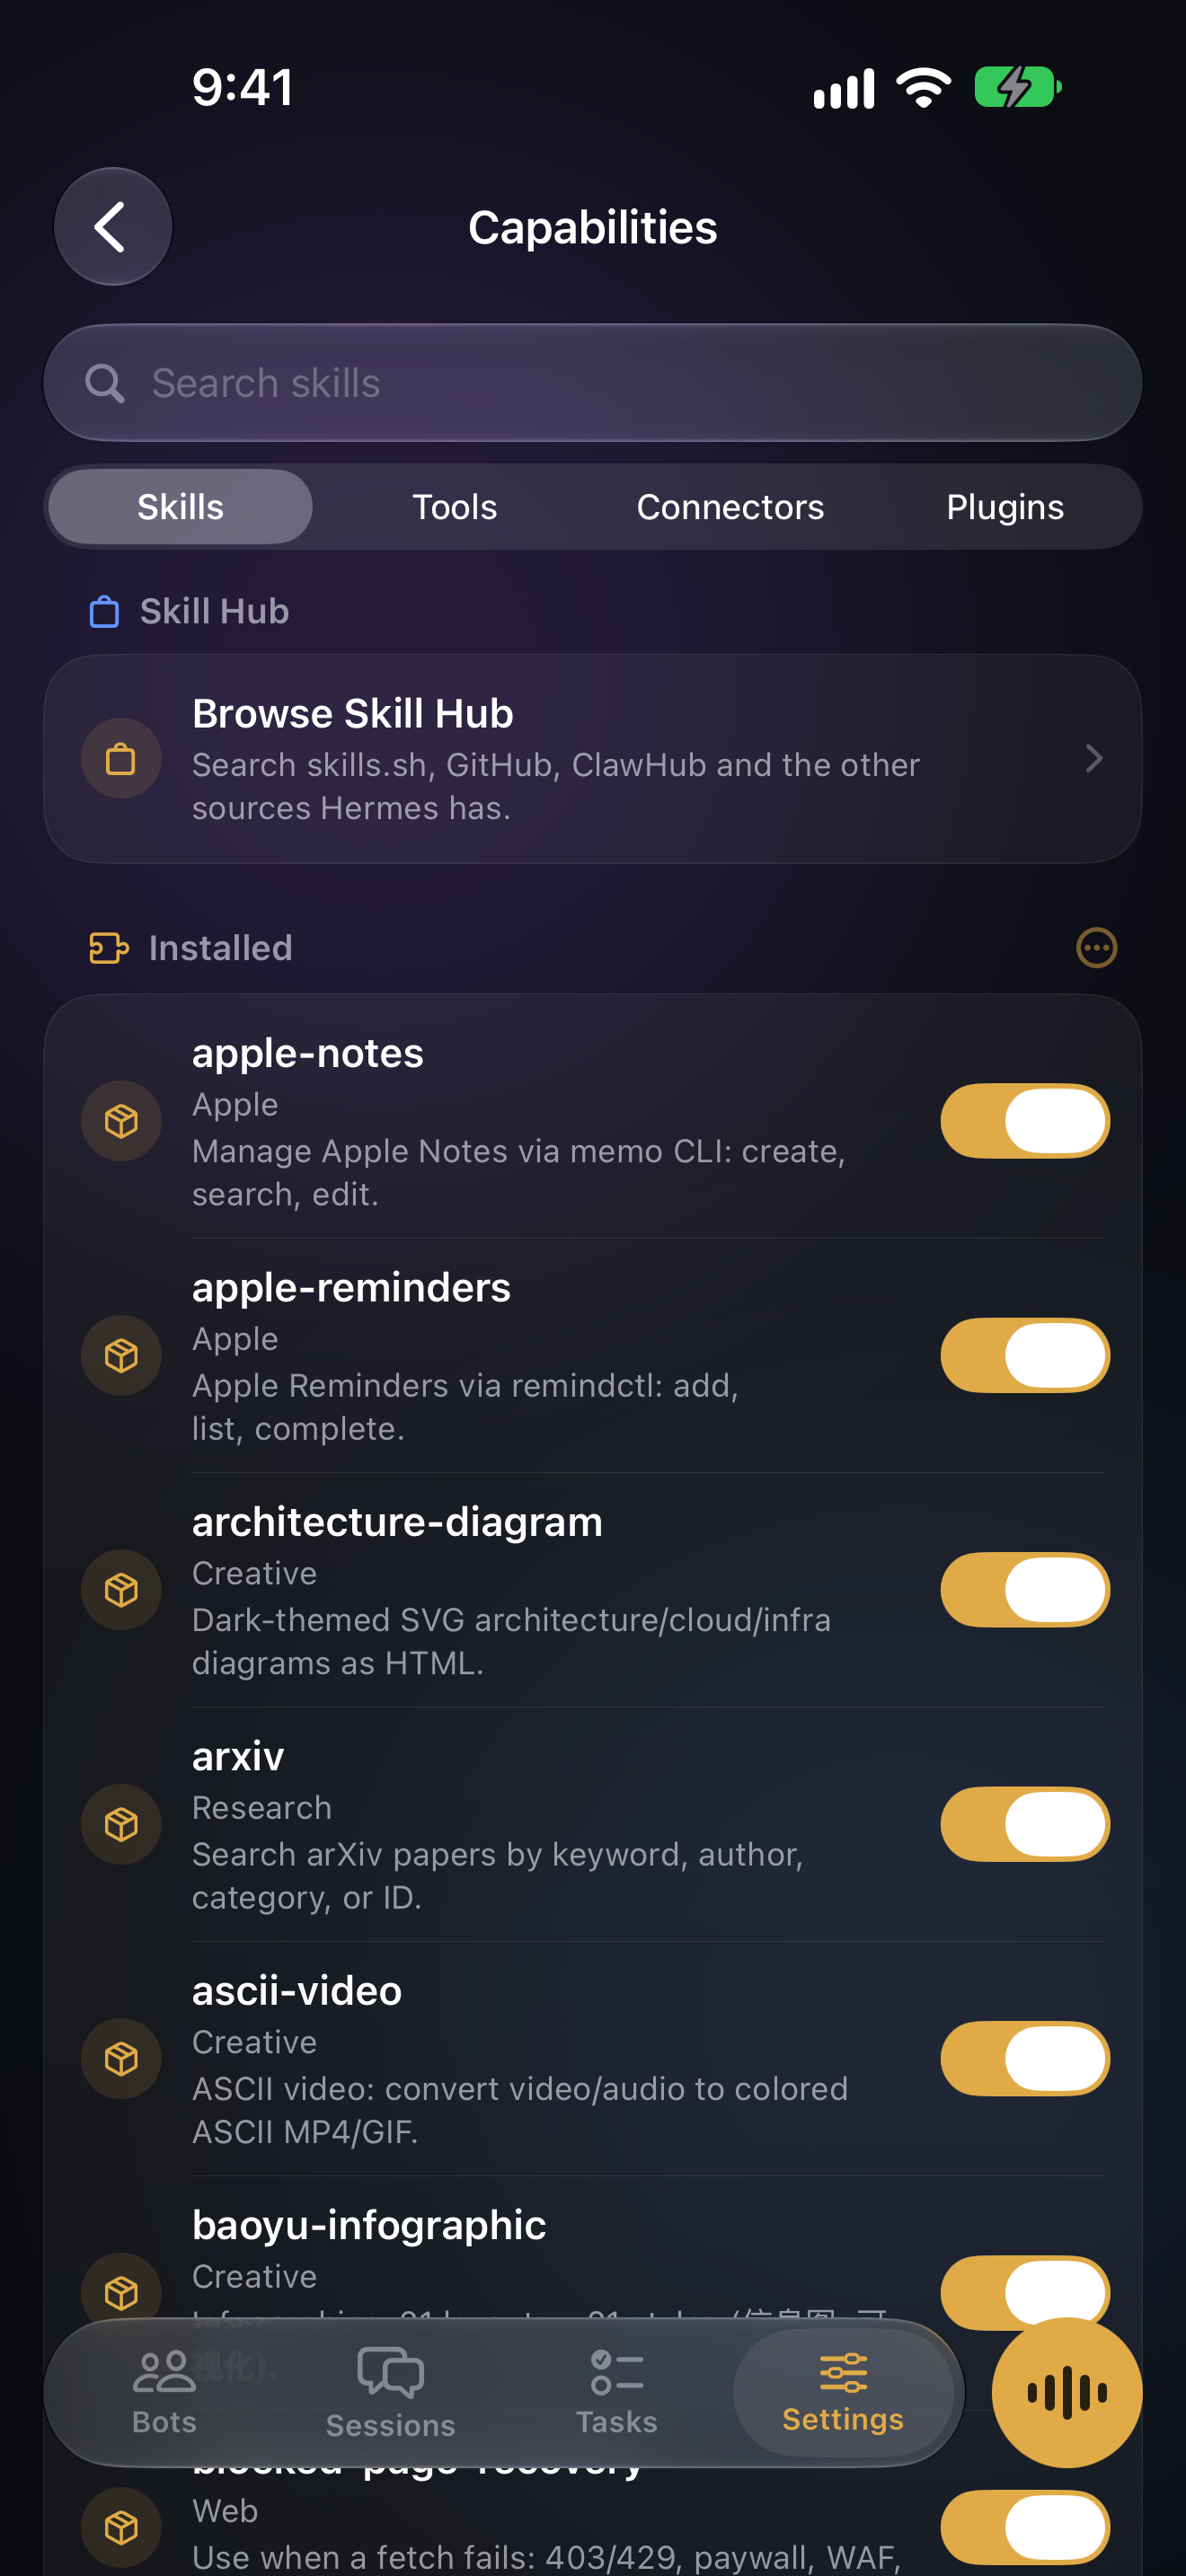 9:41
Capabilities
Search skills
Skills
Tools
Connectors
Plugins
Skill Hub
Browse Skill Hub
Search skills.sh, GitHub, ClawHub and the other
sources Hermes has.
Installed
apple-notes
Apple
Manage Apple Notes via memo CLI: create,
search, edit.
apple-reminders
Apple
Apple Reminders via remindctl: add,
list, complete.
architecture-diagram
Creative
Dark-themed SVG architecture/cloud/infra
diagrams as HTML.
arxiv
Research
Search arXiv papers by keyword, author,
category, or ID.
ascii-video
Creative
ASCII video: convert video/audio to colored
ASCII MP4/GIF.
baoyu-infographic
Creative
视化).
Bots
Sessions
Tasks
Settings
Web
Use when a fetch fails: 403/429, paywall, WAF,